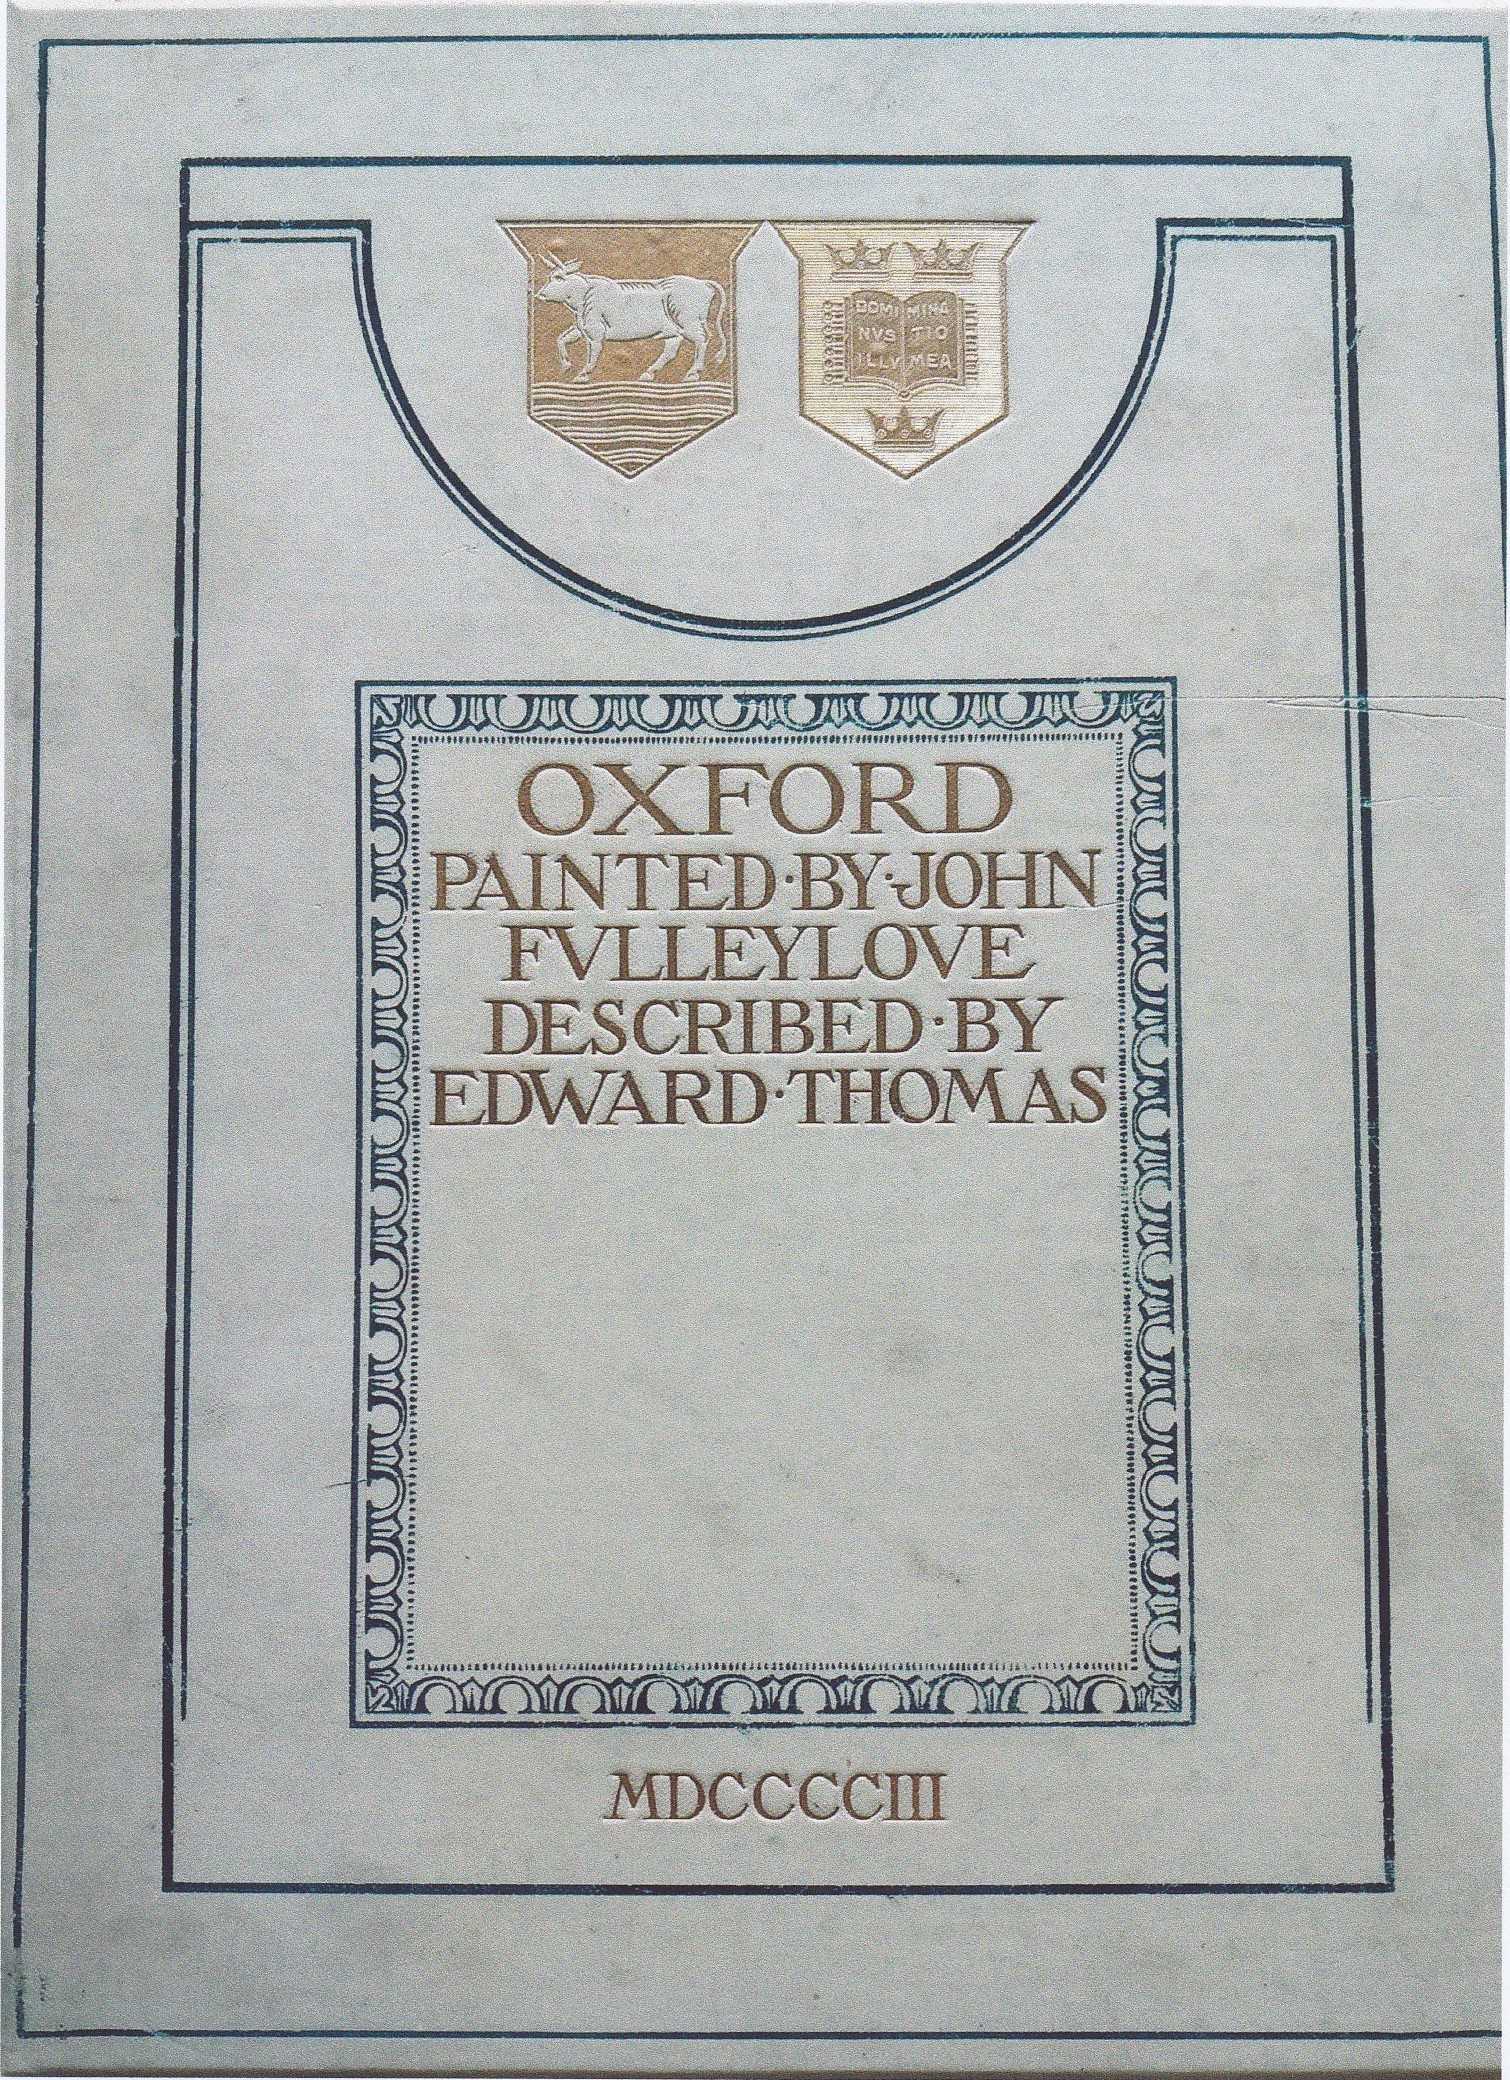 DOMI MINA
NVS TIO
ILLV MEA
OXFORD
PAINTED·BY·JOHN
FVLLEYLOVE
DESCRIBED·BY
EDWARD·THOMAS
MDCCCCIII